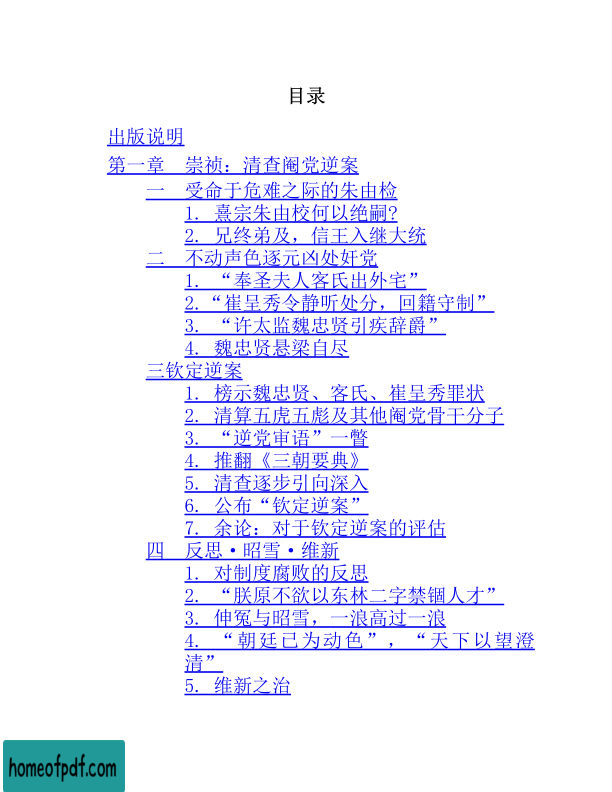 目录
出版说明
第一章　崇祯：清查阉党逆案
一　受命于危难之际的朱由检
1. 熹宗朱由校何以绝嗣?
2. 兄终弟及，信王入继大统
二　不动声色逐元凶处奸党
1. “奉圣夫人客氏出外宅”
2.“崔呈秀令静听处分，回籍守制”
3. “许太监魏忠贤引疾辞爵”
4. 魏忠贤悬梁自尽
三钦定逆案
1. 榜示魏忠贤、客氏、崔呈秀罪状
2. 清算五虎五彪及其他阉党骨干分子
3. “逆党审语”一瞥
4. 推翻《三朝要典》
5. 清查逐步引向深入
6. 公布“钦定逆案”
7. 余论：对于钦定逆案的评估
四　反思·昭雪·维新
1. 对制度腐败的反思
2. “朕原不欲以东林二字禁锢人才”
3. 伸冤与昭雪，一浪高过一浪
4. “朝廷已为动色”，“天下以望澄
清”
5. 维新之治
homeofpdf.com